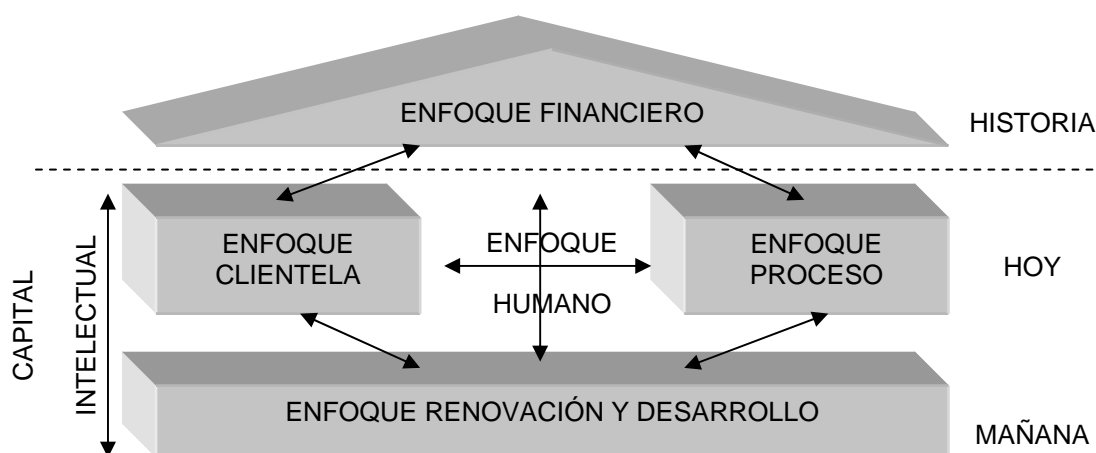 ENFOQUE FINANCIERO
HISTORIA
CAPITAL
INTELECTUAL
ENFOQUE
CLIENTELA
ENFOQUE
HUMANO
ENFOQUE
PROCESO
HOY
ENFOQUE RENOVACIÓN Y DESARROLLO
MAÑANA